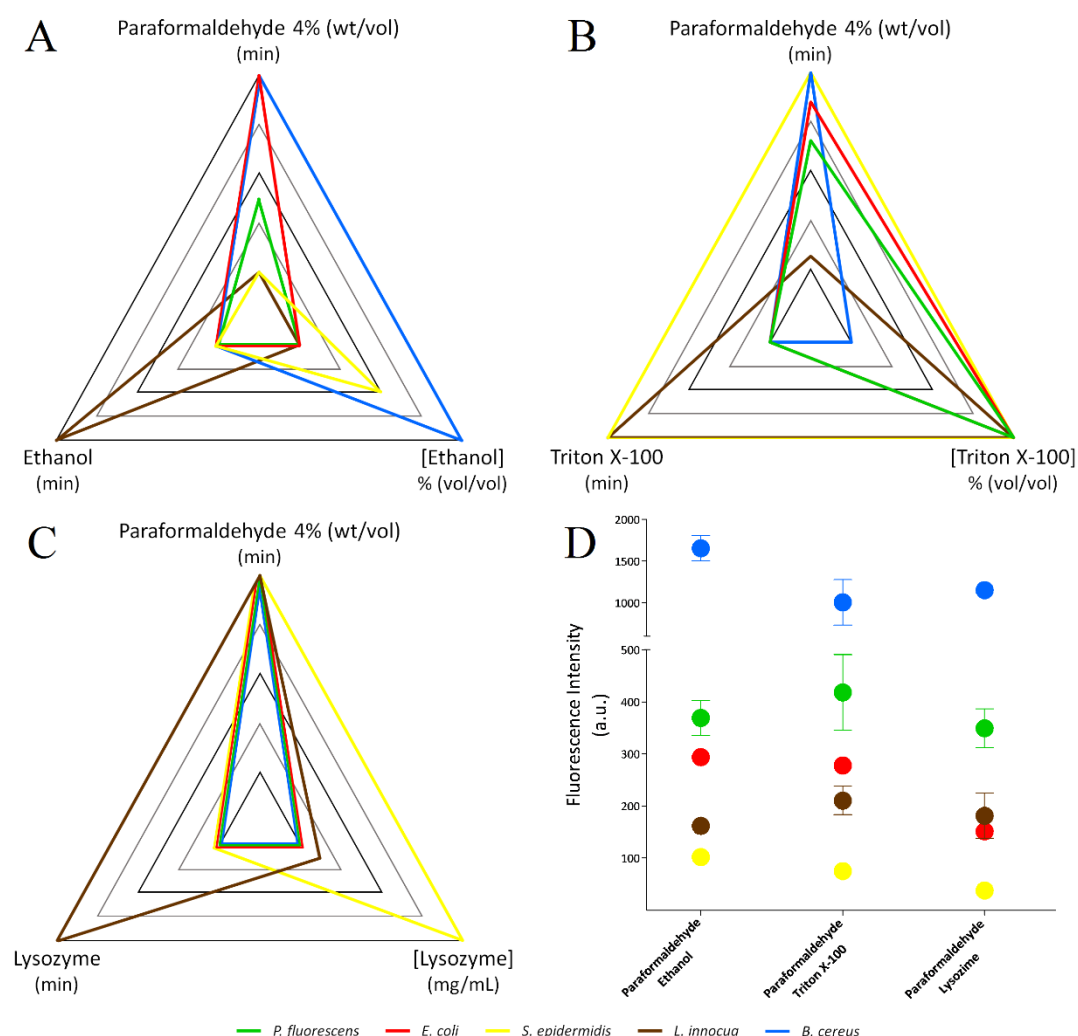 A
Paraformaldehyde 4% (wt/vol)
(min)
Ethanol
(min)
[Ethanol]
% (vol/vol)
B
Paraformaldehyde 4% (wt/vol)
(min)
Triton X-100
(min)
[Triton X-100]
% (vol/vol)
C
Paraformaldehyde 4% (wt/vol)
(min)
Lysozyme
(min)
[Lysozyme]
(mg/mL)
D
Fluorescence Intensity
(a.u.)
2000
1500
1000
500
400
300
200
100
Paraformaldehyde
Ethanol
Paraformaldehyde
Triton X-100
Paraformaldehyde
Lysozime
P. fluorescens E. coli S. epidermidis L. innocua B. cereus